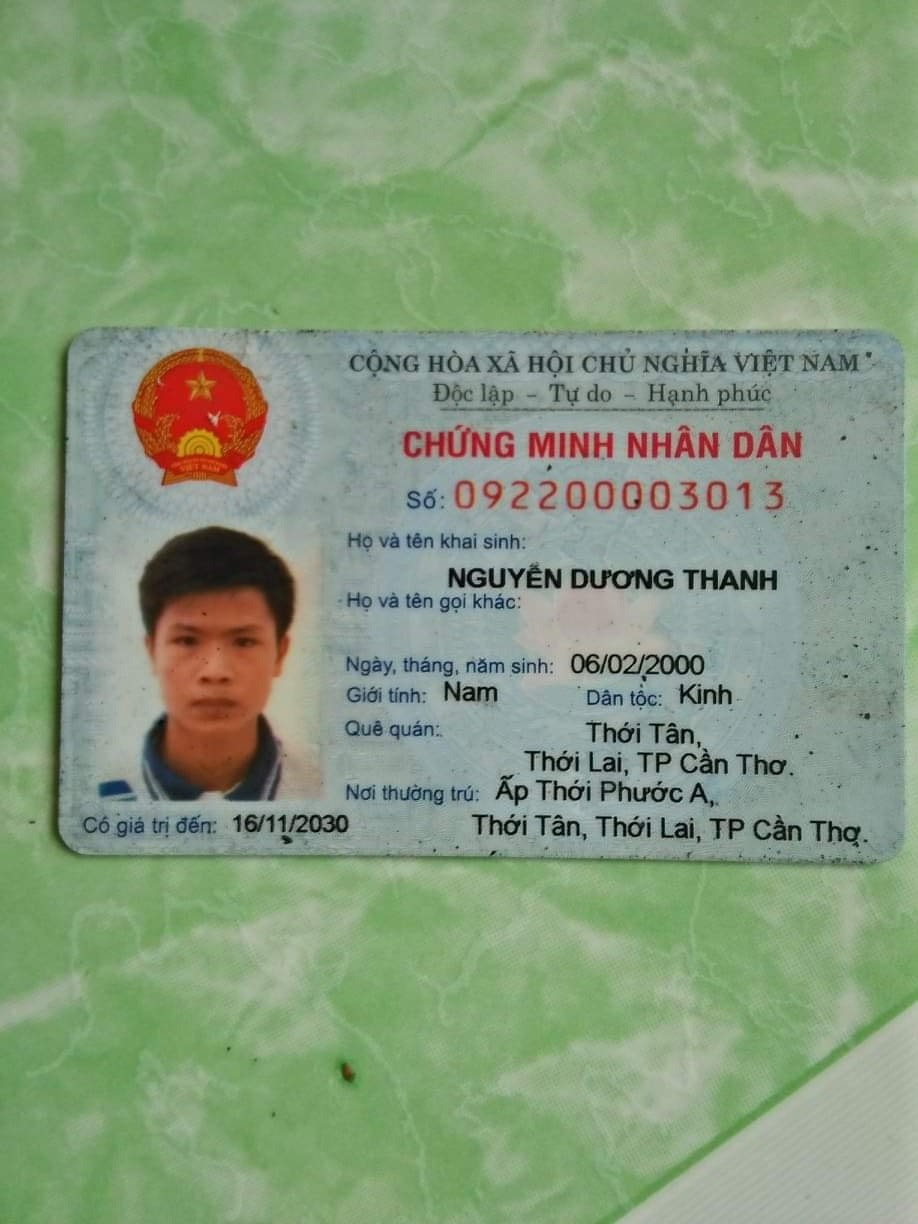 CỘNG HÒA XÃ HỘI CHỦ NGHĨA VIỆT NAM
Độc lập - Tự do - Hạnh phúc
CHỨNG MINH NHÂN DÂN
Số: 092200003013
Họ và tên khai sinh:
NGUYỄN DƯƠNG THANH
Họ và tên gọi khác:
Ngày, tháng, năm sinh: 06/02/2000
Giới tính: Nam Dân tộc: Kinh
Quê quán: Thới Tân,
Thới Lai, TP Cần Thơ.
Nơi thường trú: Ấp Thới Phước A,
Thới Tân, Thới Lai, TP Cần Thơ.
Có giá trị đến: 16/11/2030